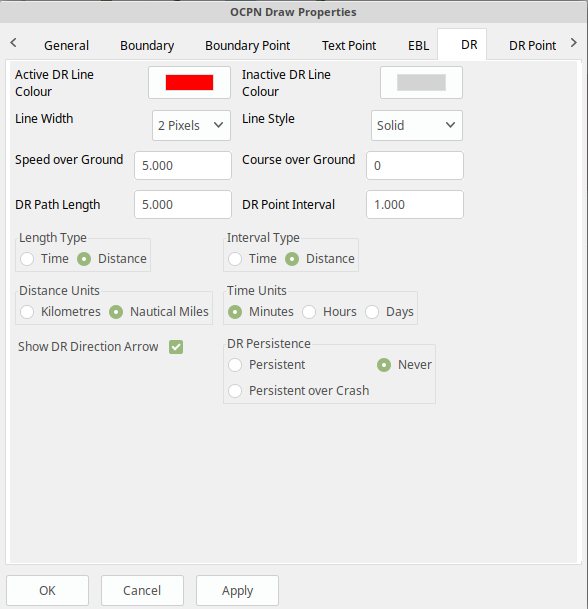 OCPN Draw Properties
General Boundary Boundary Point Text Point EBL DR DR Point
Active DR Line Colour
Inactive DR Line Colour
Line Width 2 Pixels Line Style Solid
Speed over Ground 5.000 Course over Ground 0
DR Path Length 5.000 DR Point Interval 1.000
Length Type Interval Type
Time Distance Time Distance
Distance Units Time Units
Kilometres Nautical Miles Minutes Hours Days
Show DR Direction Arrow DR Persistence
Persistent Never
Persistent over Crash
OK Cancel Apply